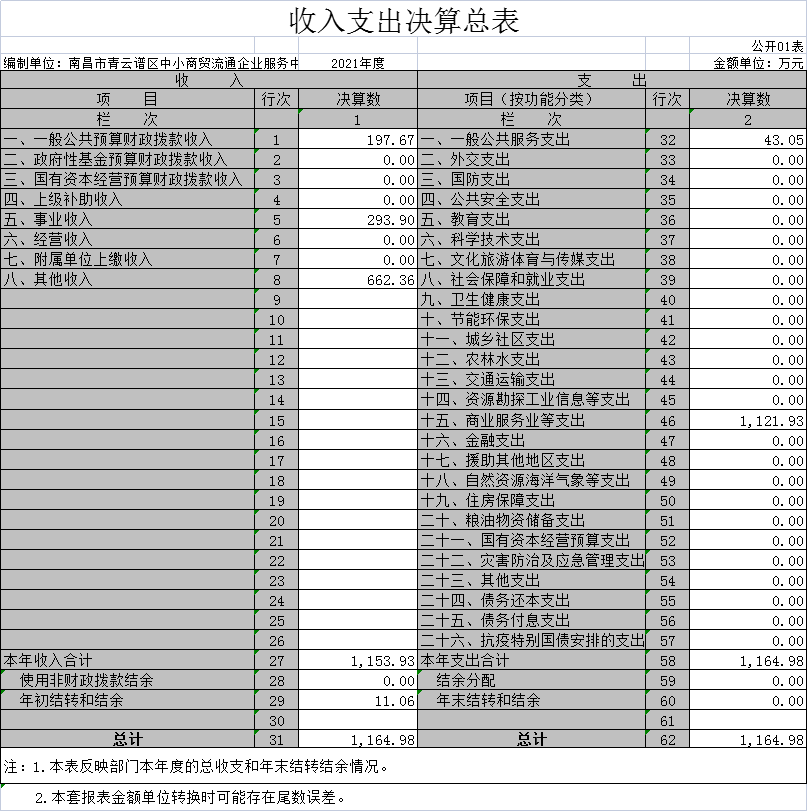 收入支出决算总表
公开01表
编制单位：南昌市青云谱区中小商贸流通企业服务中 2021年度 金额单位：万元
收 入 支 出
项 目 行次 决算数 项目（按功能分类） 行次 决算数
栏 次 1 栏 次 2
一、一般公共预算财政拨款收入 1 197.67 一、一般公共服务支出 32 43.05
二、政府性基金预算财政拨款收入 2 0.00 二、外交支出 33 0.00
三、国有资本经营预算财政拨款收入 3 0.00 三、国防支出 34 0.00
四、上级补助收入 4 0.00 四、公共安全支出 35 0.00
五、事业收入 5 293.90 五、教育支出 36 0.00
六、经营收入 6 0.00 六、科学技术支出 37 0.00
七、附属单位上缴收入 7 0.00 七、文化旅游体育与传媒支出 38 0.00
八、其他收入 8 662.36 八、社会保障和就业支出 39 0.00
9 九、卫生健康支出 40 0.00
10 十、节能环保支出 41 0.00
11 十一、城乡社区支出 42 0.00
12 十二、农林水支出 43 0.00
13 十三、交通运输支出 44 0.00
14 十四、资源勘探工业信息等支出 45 0.00
15 十五、商业服务业等支出 46 1,121.93
16 十六、金融支出 47 0.00
17 十七、援助其他地区支出 48 0.00
18 十八、自然资源海洋气象等支出 49 0.00
19 十九、住房保障支出 50 0.00
20 二十、粮油物资储备支出 51 0.00
21 二十一、国有资本经营预算支出 52 0.00
22 二十二、灾害防治及应急管理支出 53 0.00
23 二十三、其他支出 54 0.00
24 二十四、债务还本支出 55 0.00
25 二十五、债务付息支出 56 0.00
26 二十六、抗疫特别国债安排的支出 57 0.00
本年收入合计 27 1,153.93 本年支出合计 58 1,164.98
使用非财政拨款结余 28 0.00 结余分配 59 0.00
年初结转和结余 29 11.06 年末结转和结余 60 0.00
30 61
总计 31 1,164.98 总计 62 1,164.98
注：1.本表反映部门本年度的总收支和年末结转结余情况。
2.本套报表金额单位转换时可能存在尾数误差。